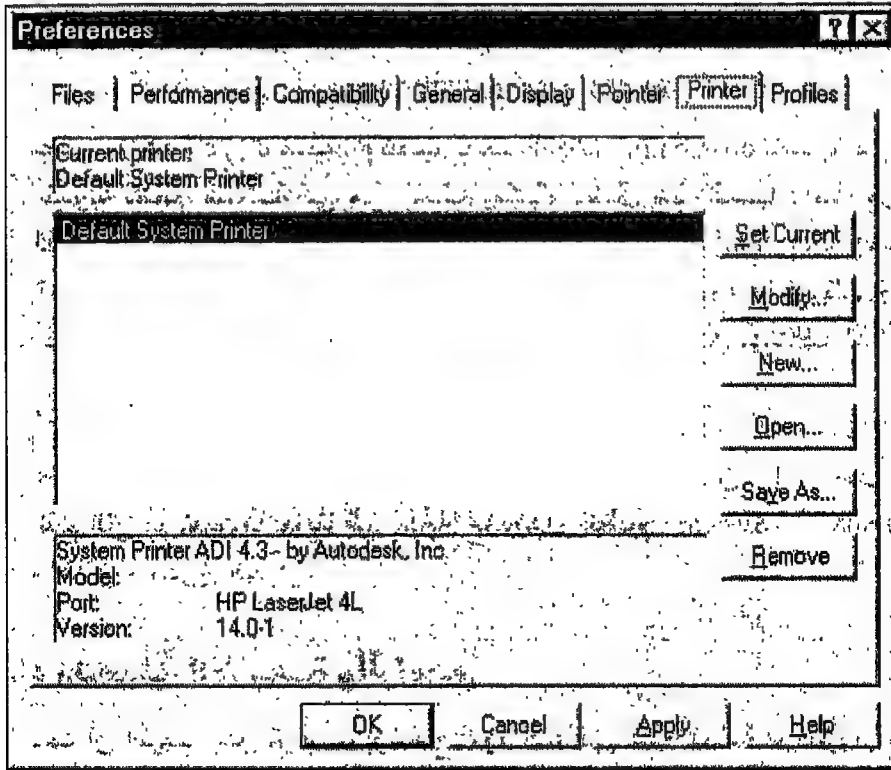 Preferences
Files Performance Compatibility General Display Pointer Printer Profiles
Current printer:
Default System Printer
Default System Printer
Set Current
Modify...
New...
Open...
Save As...
Remove
System Printer ADI 4.3 - by Autodesk, Inc
Model:
Port: HP LaserJet 4L
Version: 14.0-1
OK Cancel Apply Help